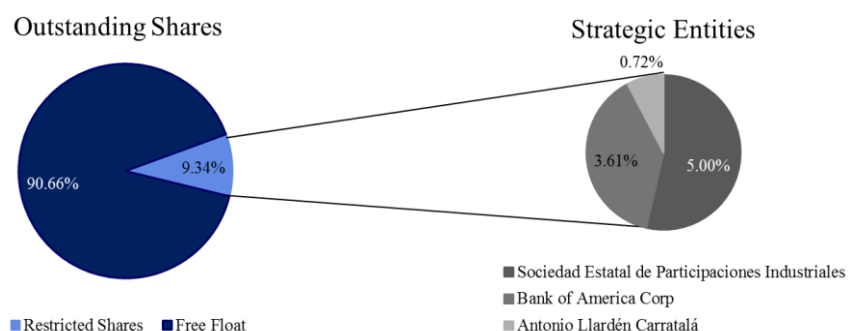 Outstanding Shares
90.66%
9.34%
Restricted Shares
Free Float
Strategic Entities
0.72%
3.61%
5.00%
Sociedad Estatal de Participaciones Industriales
Bank of America Corp
Antonio Llardén Carratalá